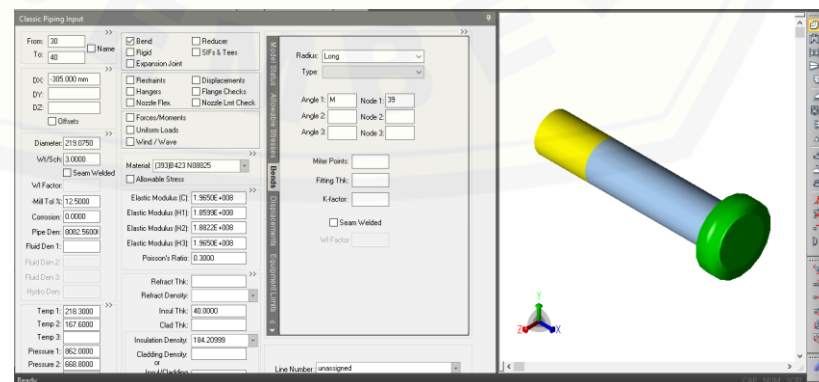 Classic Piping Input
From: 30
To: 40
Name
DX: -305.000 mm
DY:
DZ:
Offsets
Diameter: 219.0750
Wt/Sch: 3.0000
Seam Welded
WI Factor:
-Mill Tol %: 12.5000
Corrosion: 0.0000
Pipe Den: 8082.5600
Fluid Den 1:
Fluid Den 2:
Fluid Den 3:
Hydro Den:
Temp 1: 218.3000
Temp 2: 167.6000
Temp 3:
Pressure 1: 862.0000
Pressure 2: 668.8000
Bend
Reducer
Rigid
SIFs & Tees
Expansion Joint
Restraints
Displacements
Hangers
Flange Checks
Nozzle Flex
Nozzle Lmt Check
Forces/Moments
Uniform Loads
Wind / Wave
Material: (393)B423 N08825
Allowable Stress
Elastic Modulus (C): 1.9650E+008
Elastic Modulus (H1): 1.8599E+008
Elastic Modulus (H2): 1.8822E+008
Elastic Modulus (H3): 1.9650E+008
Poisson's Ratio: 0.3000
Refract Thk:
Refract Density:
Insul Thk: 40.0000
Clad Thk:
Insulation Density: 184.20999
Cladding Density:
or
Insul/Cladding
Model Status
Allowable Stresses
Bends
Displacements
Equipment Limits
Radius: Long
Type:
Angle 1: M Node 1: 39
Angle 2: Node 2:
Angle 3: Node 3:
Miter Points:
Fitting Thk:
K-factor:
Seam Welded
WI Factor
Line Number: unassigned
Y
Z
X
Ready